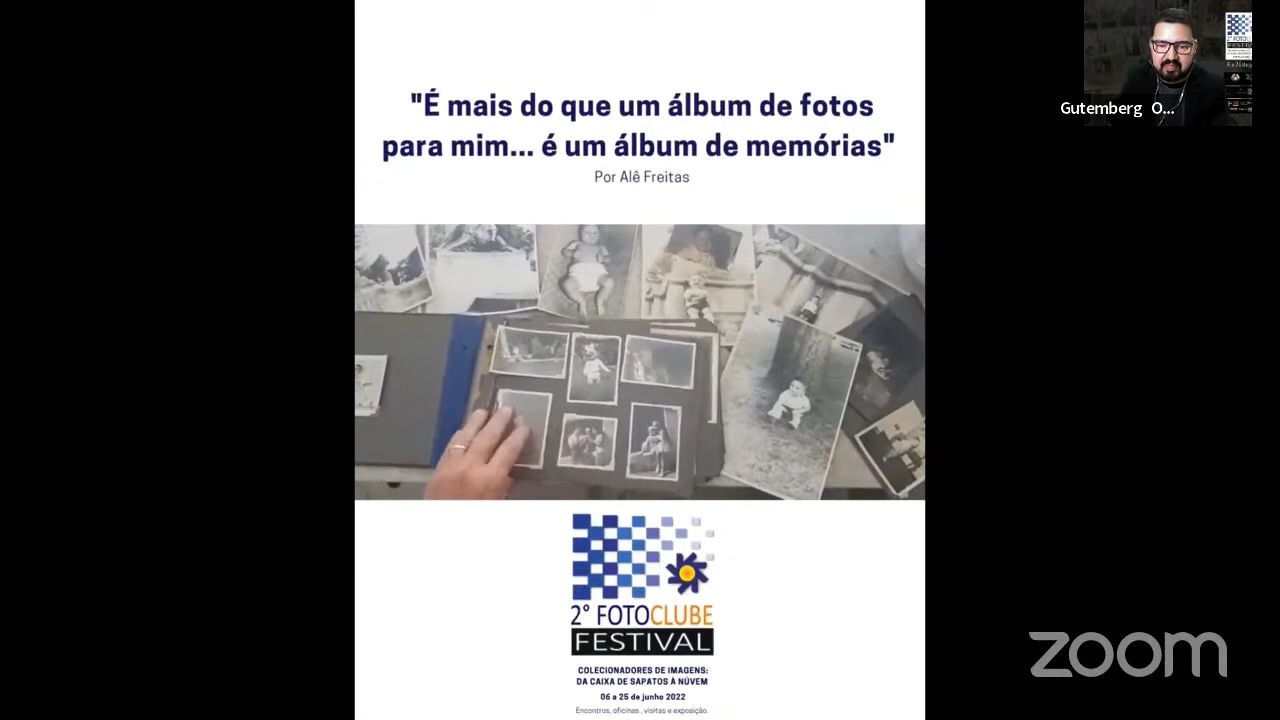 "É mais do que um álbum de fotos
para mim... é um álbum de memórias"
Por Alê Freitas
Gutemberg O...
2° FOTOCLUBE
FESTIVAL
COLECIONADORES DE IMAGENS:
DA CAIXA DE SAPATOS À NÚVEM
06 a 25 de junho 2022
Encontros, oficinas , visitas e exposição.
zoom